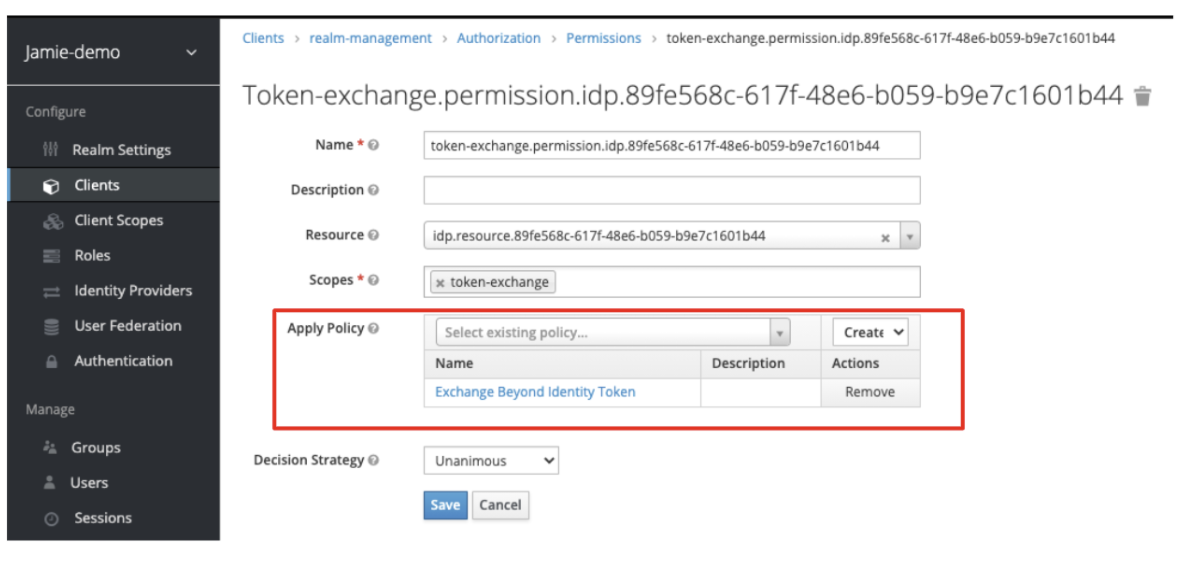 Jamie-demo
Configure
Realm Settings
Clients
Client Scopes
Roles
Identity Providers
User Federation
Authentication
Manage
Groups
Users
Sessions
Clients > realm-management > Authorization > Permissions > token-exchange.permission.idp.89fe568c-617f-48e6-b059-b9e7c1601b44
Token-exchange.permission.idp.89fe568c-617f-48e6-b059-b9e7c1601b44
Name * token-exchange.permission.idp.89fe568c-617f-48e6-b059-b9e7c1601b44
Description
Resource idp.resource.89fe568c-617f-48e6-b059-b9e7c1601b44
Scopes * token-exchange
Apply Policy Select existing policy... Create
Name Description Actions
Exchange Beyond Identity Token Remove
Decision Strategy Unanimous
Save Cancel